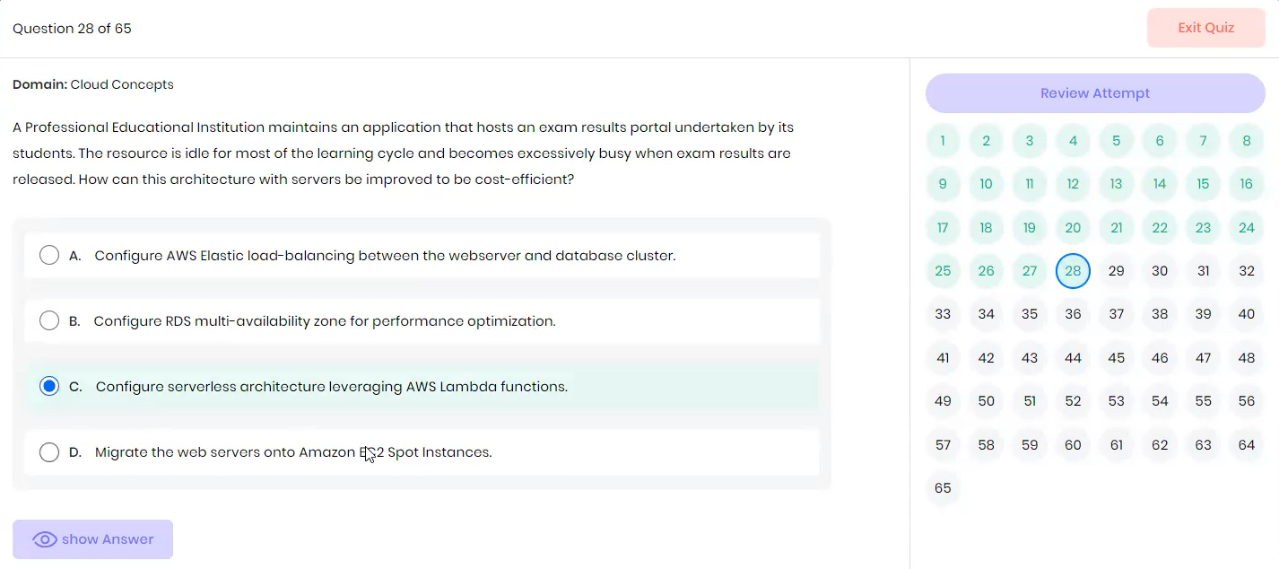 Question 28 of 65
Exit Quiz
Domain: Cloud Concepts
A Professional Educational Institution maintains an application that hosts an exam results portal undertaken by its
students. The resource is idle for most of the learning cycle and becomes excessively busy when exam results are
released. How can this architecture with servers be improved to be cost-efficient?
A. Configure AWS Elastic load-balancing between the webserver and database cluster.
B. Configure RDS multi-availability zone for performance optimization.
C. Configure serverless architecture leveraging AWS Lambda functions.
D. Migrate the web servers onto Amazon EC2 Spot Instances.
show Answer
Review Attempt
1 2 3 4 5 6 7 8
9 10 11 12 13 14 15 16
17 18 19 20 21 22 23 24
25 26 27 28 29 30 31 32
33 34 35 36 37 38 39 40
41 42 43 44 45 46 47 48
49 50 51 52 53 54 55 56
57 58 59 60 61 62 63 64
65